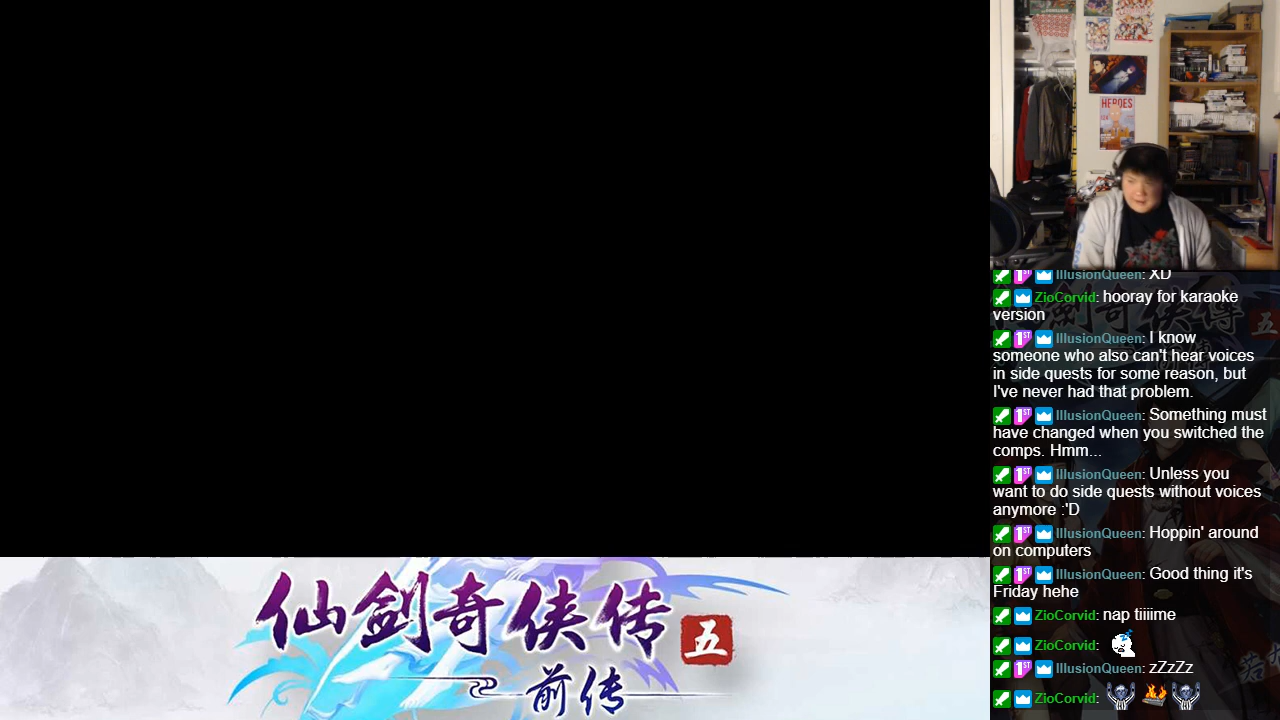 HEROES
IllusionQueen: XD
ZioCorvid: hooray for karaoke
version
IllusionQueen: I know
someone who also can't hear voices
in side quests for some reason, but
I've never had that problem.
IllusionQueen: Something must
have changed when you switched the
comps. Hmm...
IllusionQueen: Unless you
want to do side quests without voices
anymore :'D
IllusionQueen: Hoppin' around
on computers
IllusionQueen: Good thing it's
Friday hehe
ZioCorvid: nap tiiiime
ZioCorvid:
IllusionQueen: zZzZz
ZioCorvid:
仙剑奇侠传 五
前传